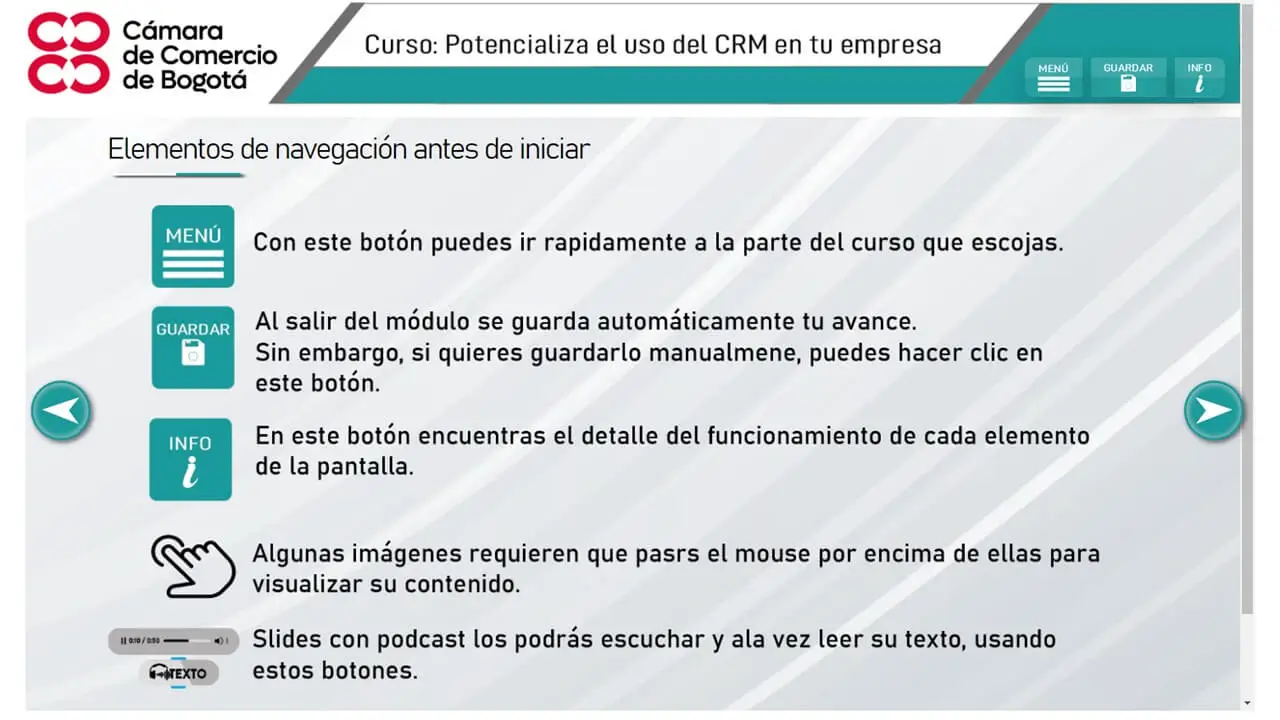 Cámara
de Comercio
de Bogotá
Curso: Potencializa el uso del CRM en tu empresa
MENÚ
GUARDAR
INFO
i
Elementos de navegación antes de iniciar
MENÚ
Con este botón puedes ir rapidamente a la parte del curso que escojas.
GUARDAR
Al salir del módulo se guarda automáticamente tu avance.
Sin embargo, si quieres guardarlo manualmene, puedes hacer clic en
este botón.
INFO
i
En este botón encuentras el detalle del funcionamiento de cada elemento
de la pantalla.
Algunas imágenes requieren que pasrs el mouse por encima de ellas para
visualizar su contenido.
0:10 / 0:50
Slides con podcast los podrás escuchar y ala vez leer su texto, usando
estos botones.
TEXTO